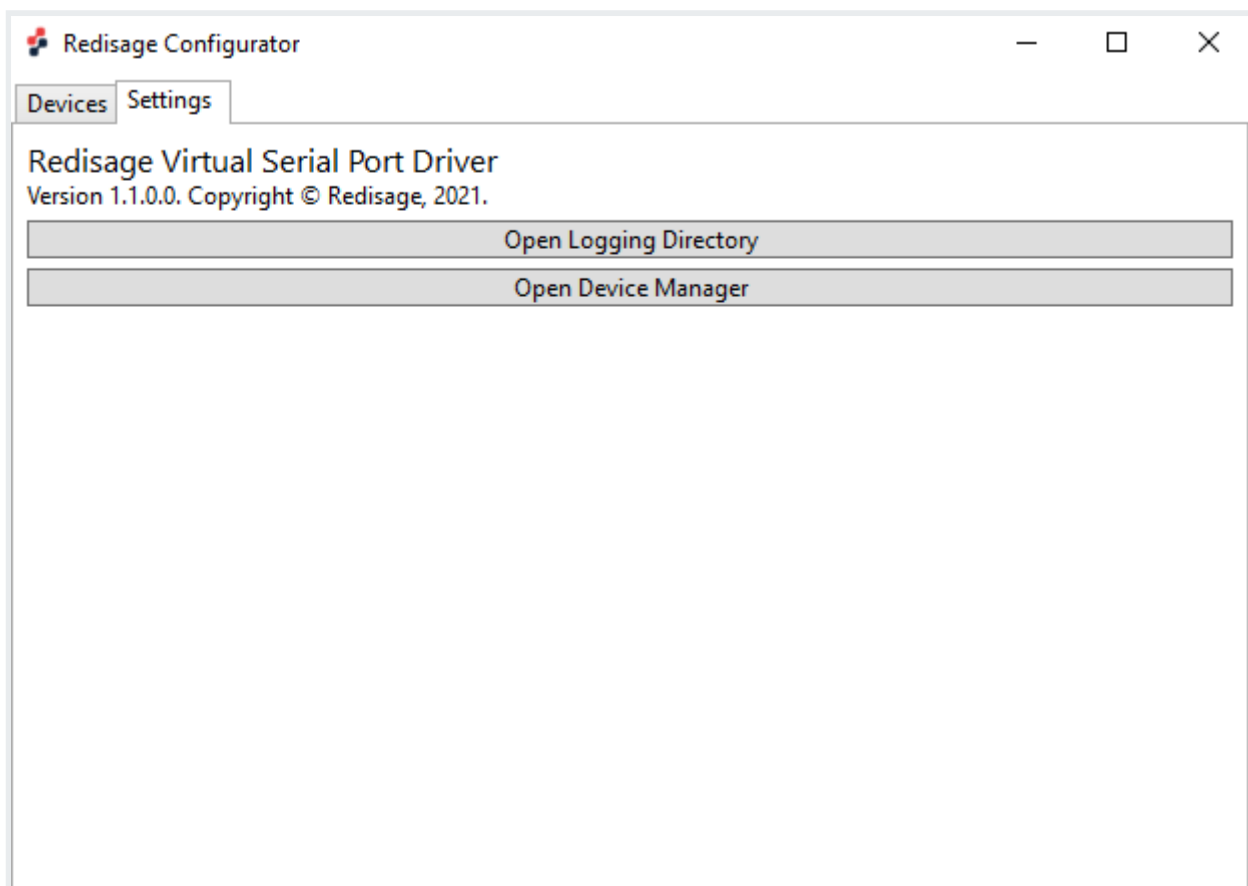 Redisage Configurator
Devices Settings
Redisage Virtual Serial Port Driver
Version 1.1.0.0. Copyright © Redisage, 2021.
Open Logging Directory
Open Device Manager